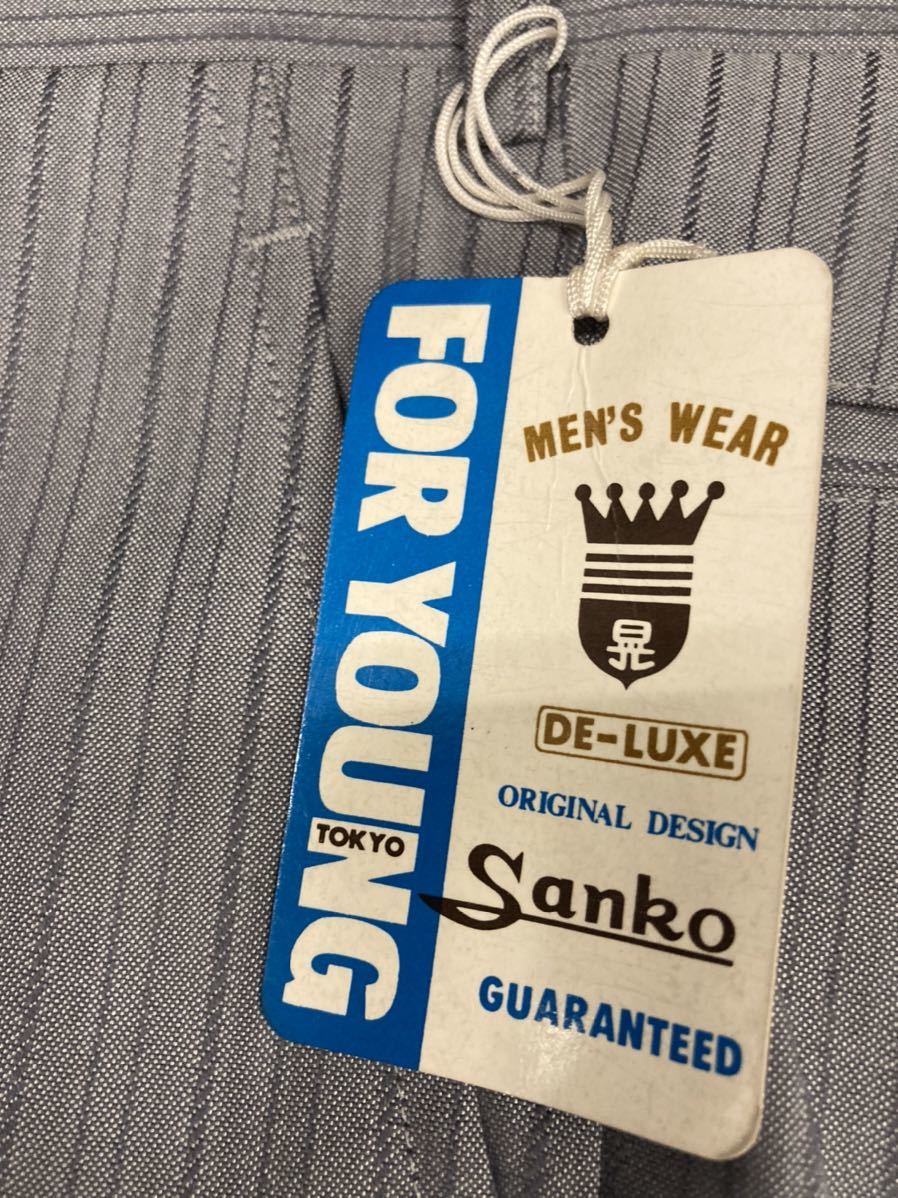 FOR YOUNG
TOKYO
MEN'S WEAR
晃
DE-LUXE
ORIGINAL DESIGN
Sanko
GUARANTEED